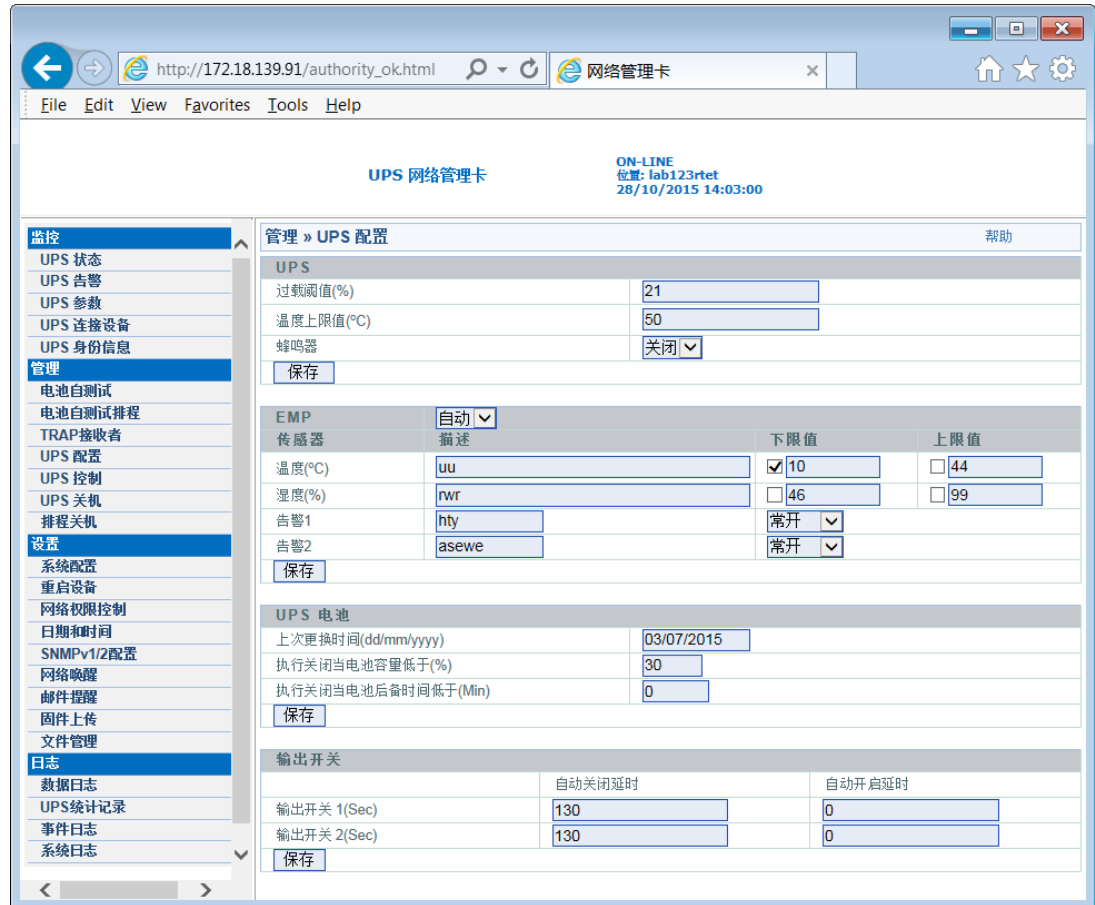 http://172.18.139.91/authority_ok.html
网络管理卡
File Edit View Favorites Tools Help
UPS 网络管理卡
ON-LINE
位置: lab123rtet
28/10/2015 14:03:00
监控
UPS 状态
UPS 告警
UPS 参数
UPS 连接设备
UPS 身份信息
管理
电池自测试
电池自测试排程
TRAP接收者
UPS 配置
UPS 控制
UPS 关机
排程关机
设置
系统配置
重启设备
网络权限控制
日期和时间
SNMPv1/2配置
网络唤醒
邮件提醒
固件上传
文件管理
日志
数据日志
UPS统计记录
事件日志
系统日志
管理 » UPS 配置 帮助
UPS
过载阈值(%) 21
温度上限值(ºC) 50
蜂鸣器 关闭
保存
EMP 自动
传感器 描述 下限值 上限值
温度(ºC) uu 10 44
湿度(%) rwr 46 99
告警1 hty 常开
告警2 asewe 常开
保存
UPS 电池
上次更换时间(dd/mm/yyyy) 03/07/2015
执行关闭当电池容量低于(%) 30
执行关闭当电池后备时间低于(Min) 0
保存
输出开关
自动关闭延时 自动开启延时
输出开关 1(Sec) 130 0
输出开关 2(Sec) 130 0
保存